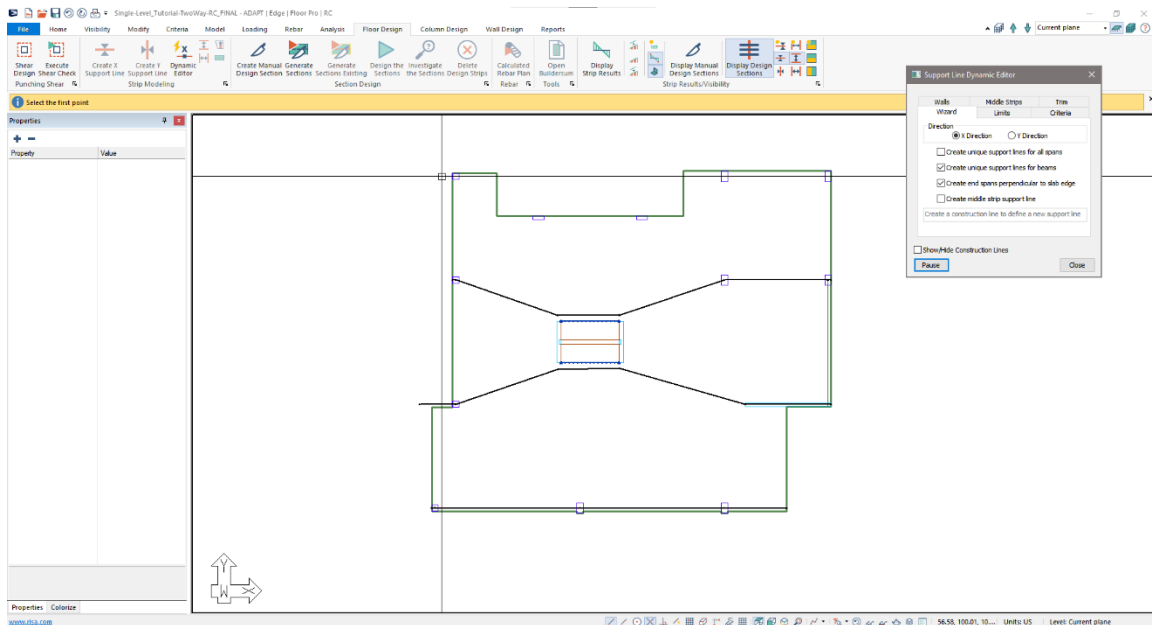 Single-Level_Tutorial-TwoWay-RC_FINAL - ADAPT | Edge | Floor Pro | RC
File Home Visibility Modify Criteria Model Loading Rebar Analysis Floor Design Column Design Wall Design Reports Current plane
Shear Execute Create X Create Y Dynamic Create Manual Generate Generate Design the Investigate Delete Calculated Open Display Display Manual Display Design
Design Shear Check Support Line Support Line Editor Design Section Sections Sections Existing Sections the Sections Design Strips Rebar Plan Buildersum Strip Results Design Sections Sections
Punching Shear Strip Modeling Section Design Rebar Tools Strip Results/Visibility
Select the first point
Properties
Property Value
Support Line Dynamic Editor
Walls Middle Strips Trim
Wizard Limits Criteria
Direction
X Direction Y Direction
Create unique support lines for all spans
Create unique support lines for beams
Create end spans perpendicular to slab edge
Create middle strip support line
Create a construction line to define a new support line
Show/Hide Construction Lines
Pause Close
Y
W X
Properties Colorize
www.risa.com
56.58, 100.01, 10... Units: US Level: Current plane